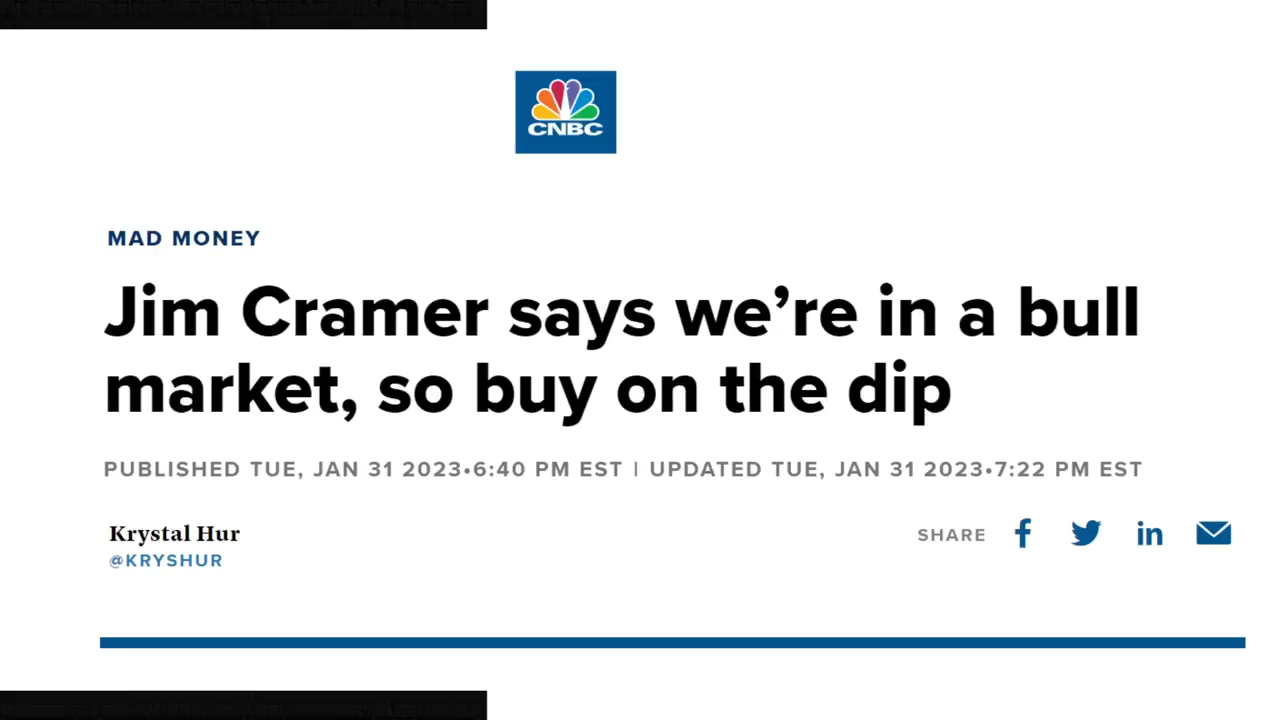 CNBC
MAD MONEY
Jim Cramer says we’re in a bull
market, so buy on the dip
PUBLISHED TUE, JAN 31 2023•6:40 PM EST | UPDATED TUE, JAN 31 2023•7:22 PM EST
Krystal Hur
@KRYSHUR
SHARE